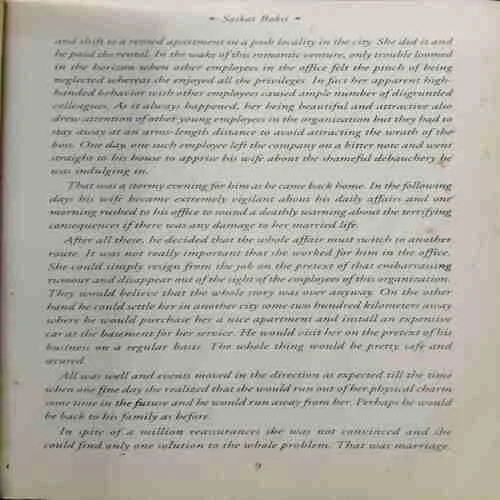 Saikat Baksi
and shift to a rented apartment in a posh locality in the city. She did it and
he paid the rental. In the wake of this romantic venture, only trouble loomed
in the horizon when other employees in the office felt the pinch of being
neglected whereas she enjoyed all the privileges. In fact her apparent high-
handed behavior with other employees caused ample number of disgruntled
colleagues. As it always happened, her being beautiful and attractive also
drew attention of other young employees in the organization but they had to
stay away at an arms-length distance to avoid attracting the wrath of the
boss. One day, one such employee left the company on a bitter note and went
straight to his house to apprise his wife about the shameful debauchery he
was indulging in.
That was a stormy evening for him as he came back home. In the following
days his wife became extremely vigilant about his daily affairs and one
morning rushed to his office to sound a deathly warning about the terrifying
consequences if there was any damage to her married life.
After all these, he decided that the whole affair must switch to another
route. It was not really important that she worked for him in the office.
She could simply resign from the job on the pretext of that embarrassing
rumour and disappear out of the sight of the employees of this organization.
They would believe that the whole story was over anyway. On the other
hand he could settle her in another city some two hundred kilometers away
where he would purchase her a nice apartment and install an expensive
car at the basement for her service. He would visit her on the pretext of his
business on a regular basis. The whole thing would be pretty safe and
secured.
All was well and events moved in the direction as expected till the time
when one fine day she realized that she would run out of her physical charm
some time in the future and he would run away from her. Perhaps he would
be back to his family as before.
In spite of a million reassurances she was not convinced and she
could find only one solution to the whole problem. That was marriage.
9